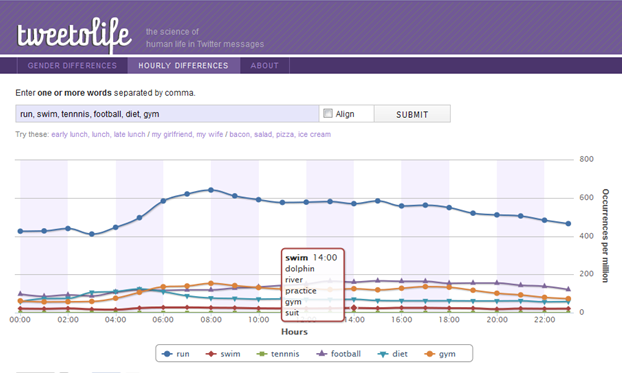 tweetolife
the science of
human life in Twitter messages
GENDER DIFFERENCES HOURLY DIFFERENCES ABOUT
Enter one or more words separated by comma.
run, swim, tennnis, football, diet, gym
Align
SUBMIT
Try these: early lunch, lunch, late lunch / my girlfriend, my wife / bacon, salad, pizza, ice cream
800
600
400
200
0
Occurrences per million
swim 14:00
dolphin
river
practice
gym
suit
00:00 02:00 04:00 06:00 08:00 10:00 14:00 16:00 18:00 20:00 22:00
Hours
run swim tennnis football diet gym